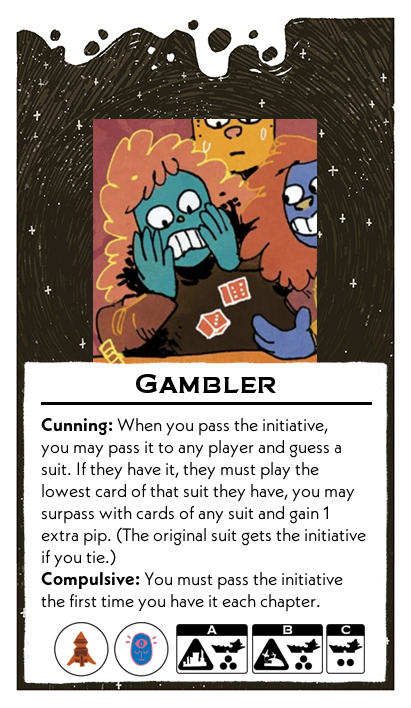 GAMBLER
Cunning: When you pass the initiative,
you may pass it to any player and guess a
suit. If they have it, they must play the
lowest card of that suit they have, you may
surpass with cards of any suit and gain 1
extra pip. (The original suit gets the initiative
if you tie.)
Compulsive: You must pass the initiative
the first time you have it each chapter.
A B C